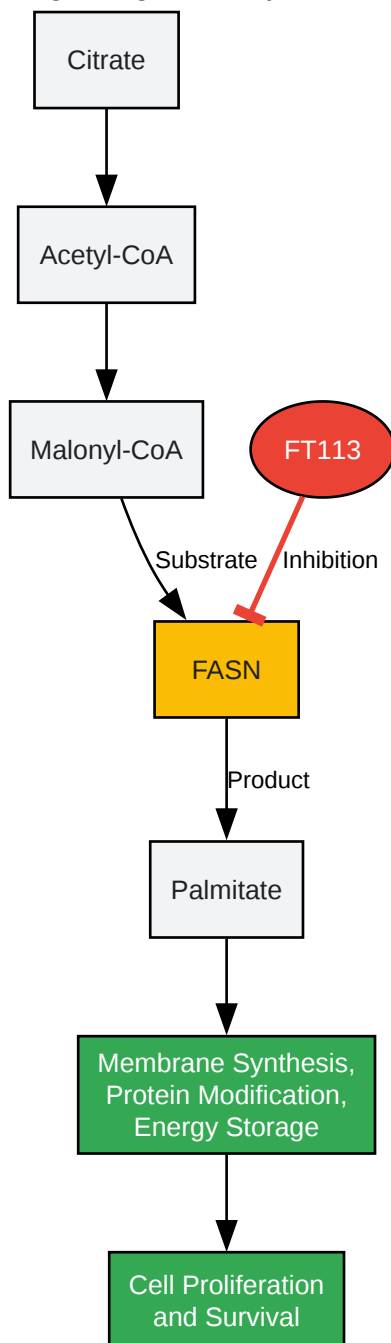 Citrate
Acetyl-CoA
Malonyl-CoA
FT113
Substrate
Inhibition
FASN
Product
Palmitate
Membrane Synthesis,
Protein Modification,
Energy Storage
Cell Proliferation
and Survival